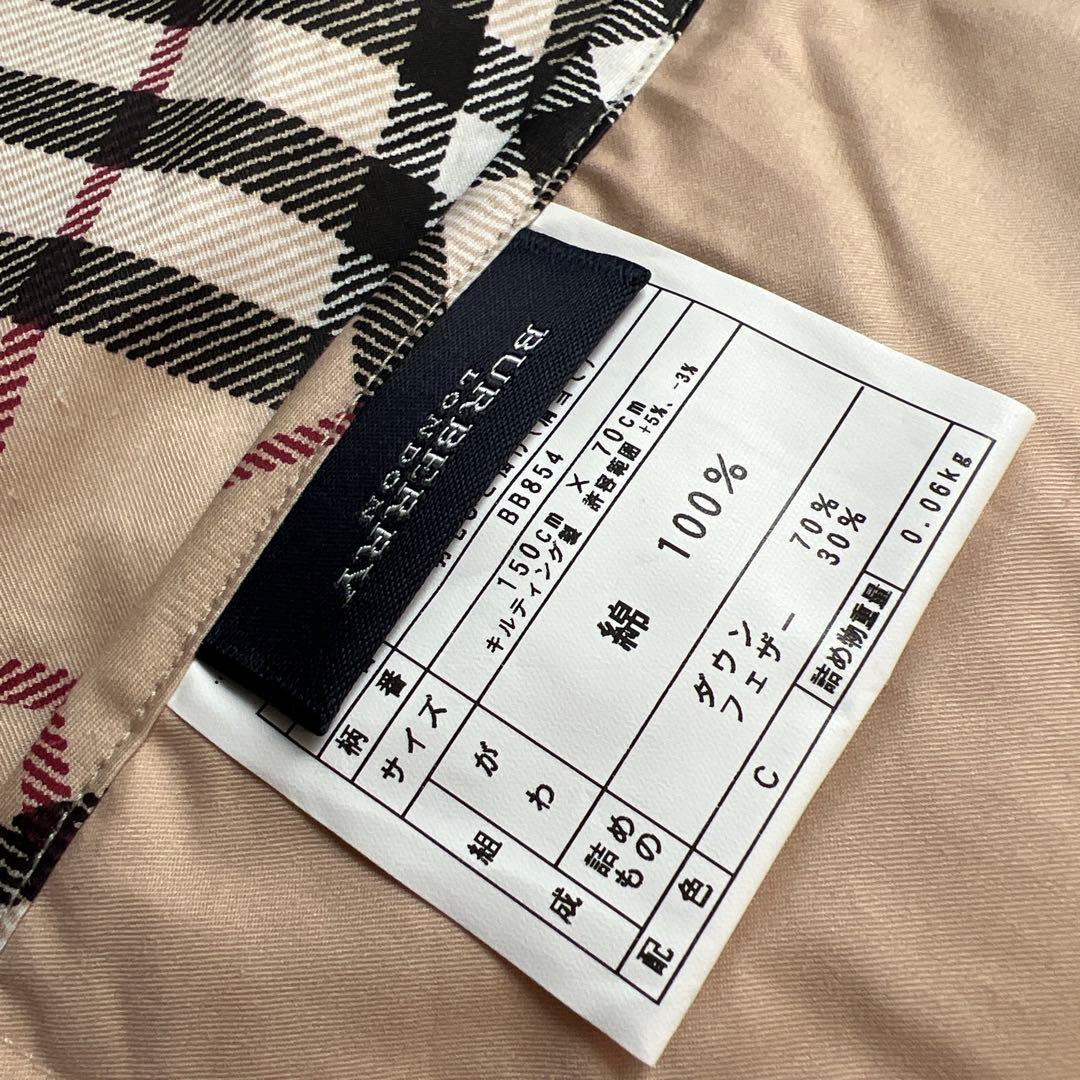 BURBERRY
LONDON
柄 番 BB854
サイズ 150cm × 70cm
キルティング製 許容範囲 +5%、-3%
組成
がわ 綿 100%
詰めもの ダウン 70%
フェザー 30%
配色 C 詰め物重量 0.06kg